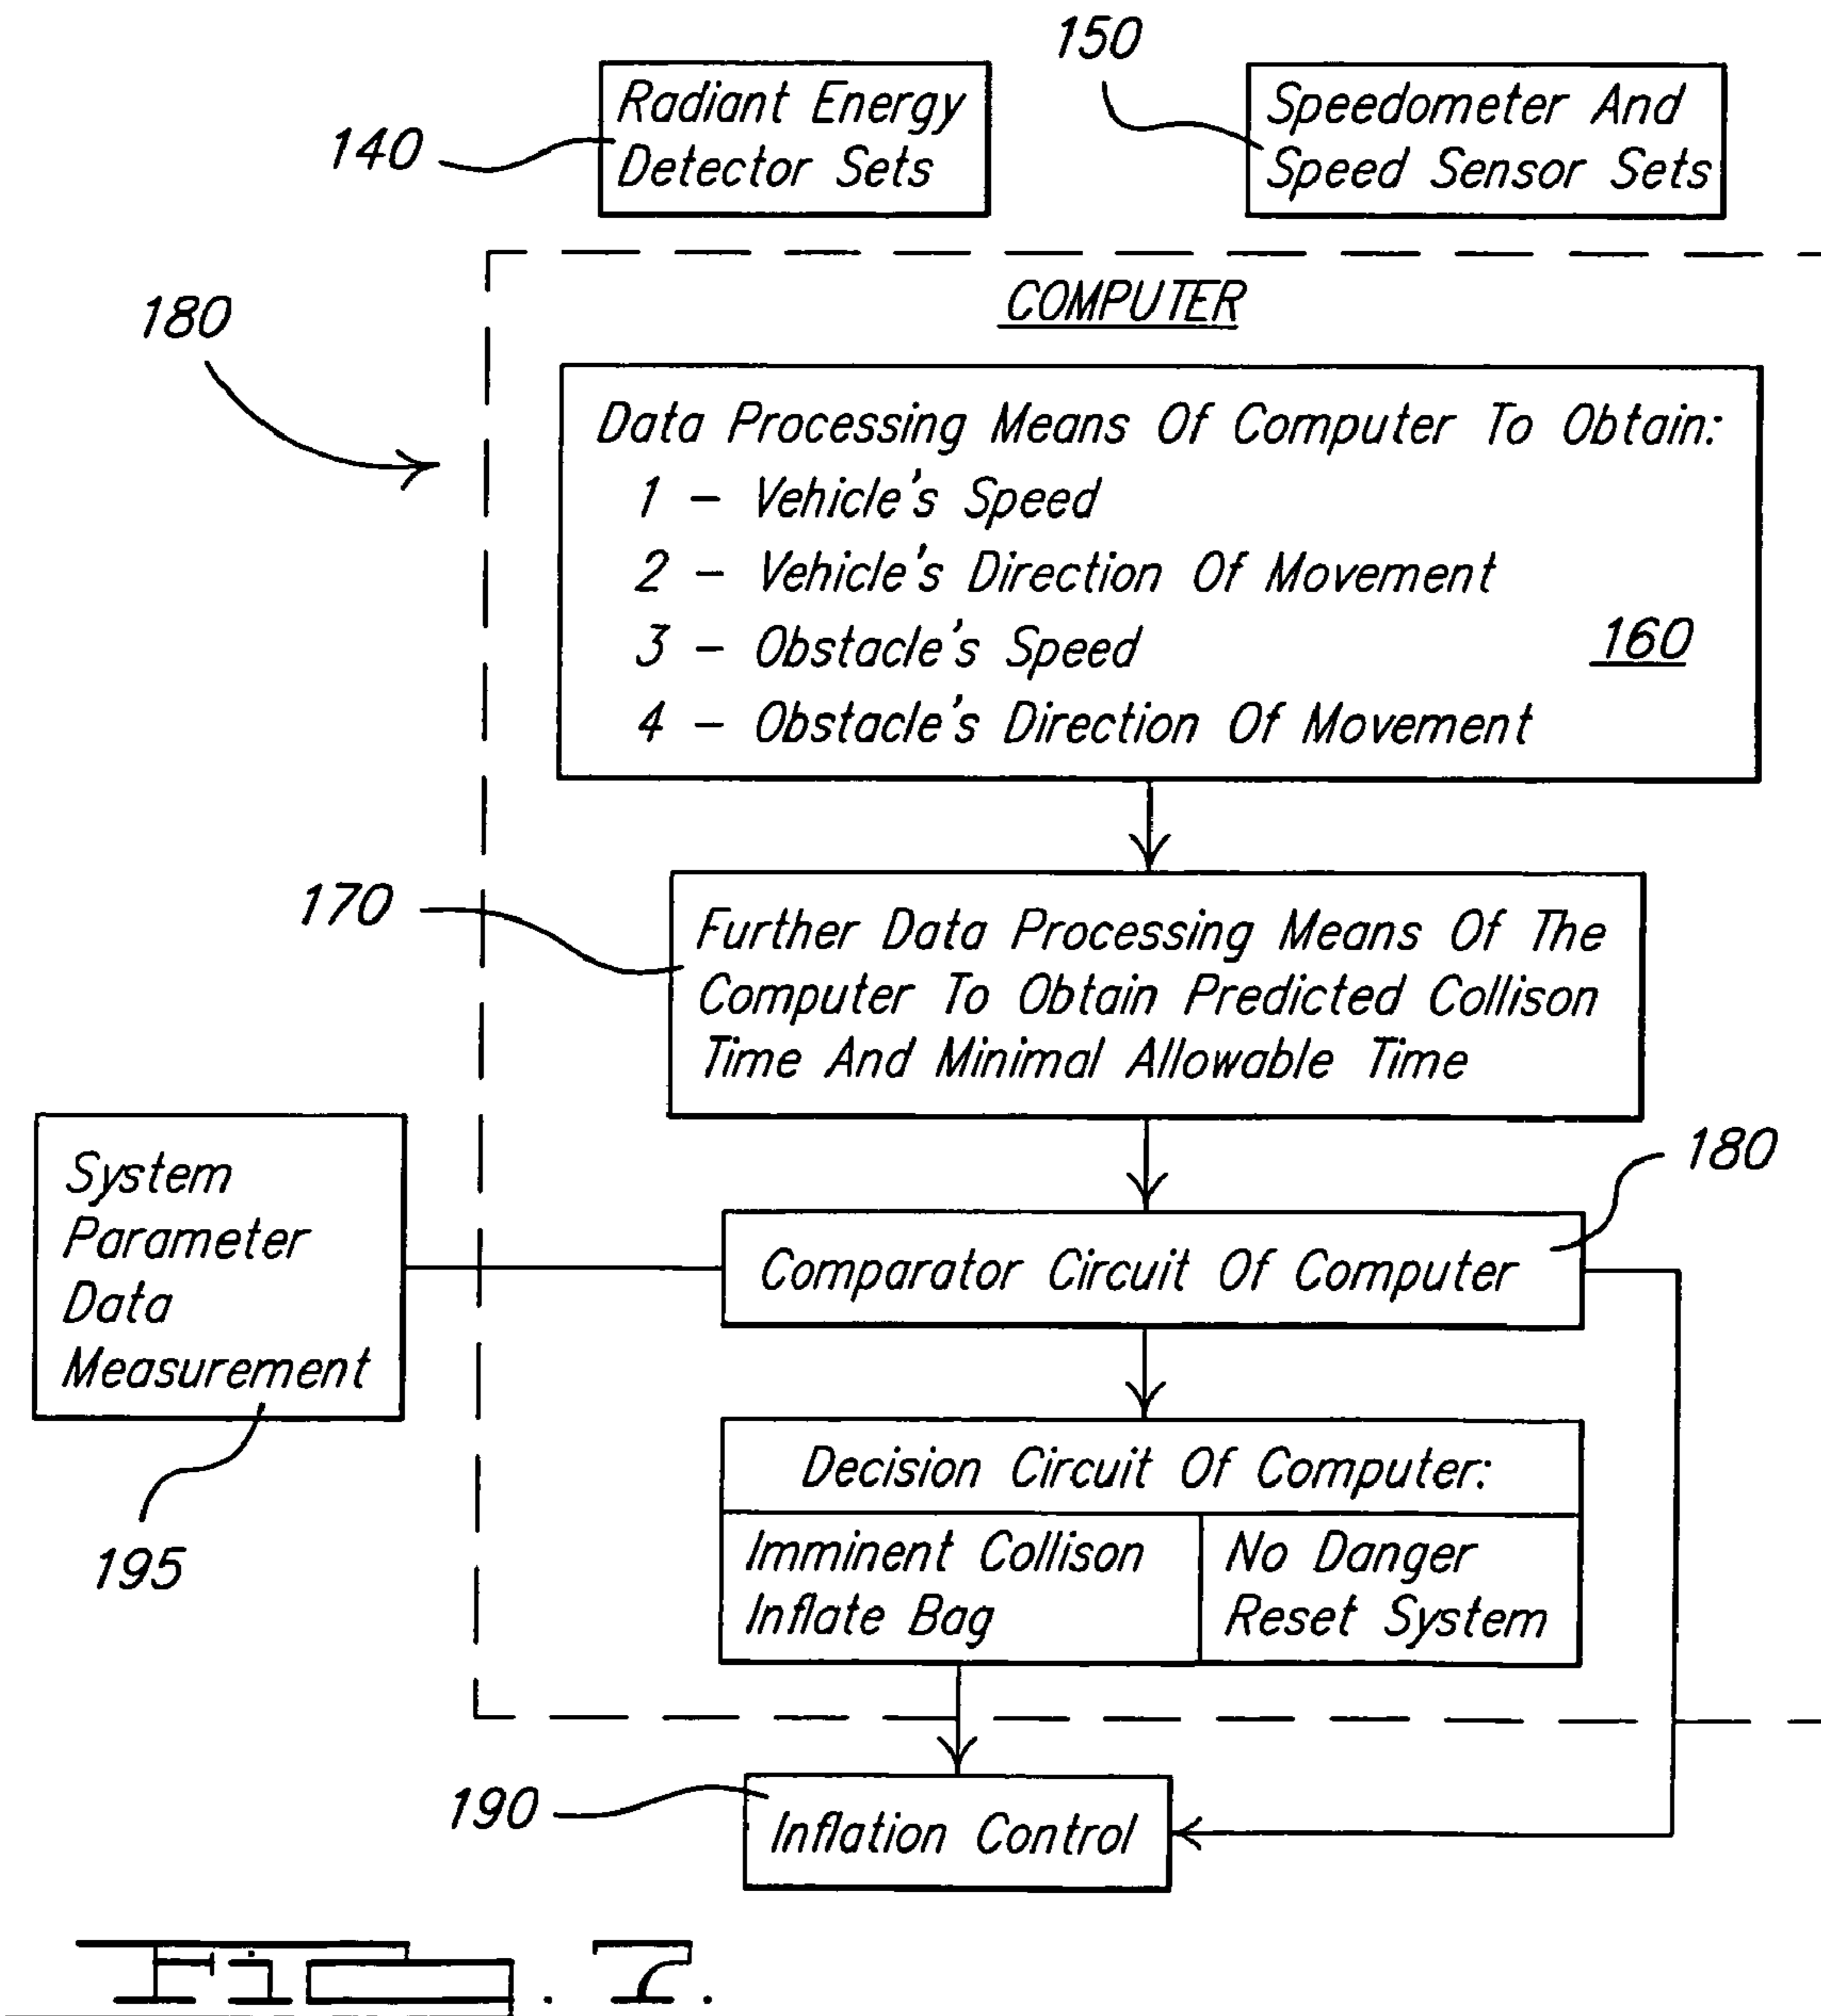 150
Radiant Energy
Detector Sets
140
Speedometer And
Speed Sensor Sets
COMPUTER
180
Data Processing Means Of Computer To Obtain:
1 – Vehicle's Speed
2 – Vehicle's Direction Of Movement
3 – Obstacle's Speed
160
4 – Obstacle's Direction Of Movement
170
Further Data Processing Means Of The
Computer To Obtain Predicted Collison
Time And Minimal Allowable Time
180
System
Parameter
Data
Measurement
195
Comparator Circuit Of Computer
Decision Circuit Of Computer:
Imminent Collison
Inflate Bag
No Danger
Reset System
190
Inflation Control
Fig. 7.